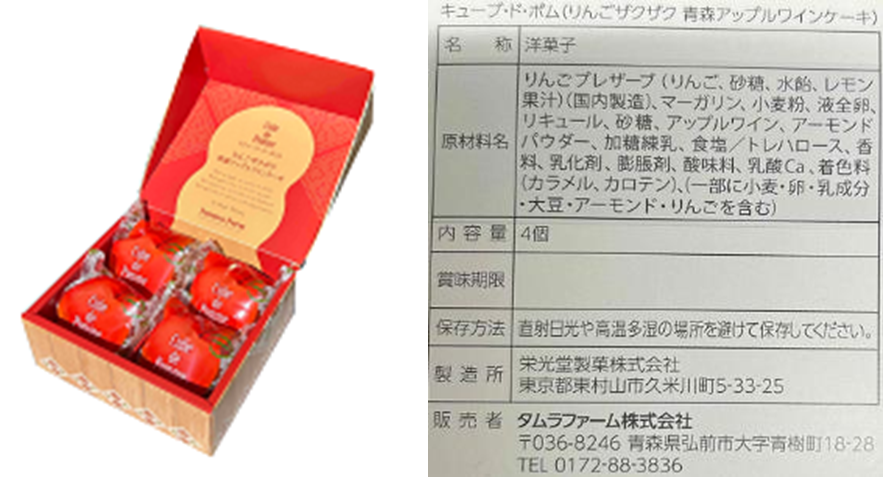 Cube
de
Pomme
Cube
de
Pomme
Cube
de
Cube
de
キューブ・ド・ポム(りんごザクザク 青森アップルワインケーキ)
名 称 洋菓子
原材料名 りんごプレザーブ(りんご、砂糖、水飴、レモン
果汁)(国内製造)、マーガリン、小麦粉、液全卵、
リキュール、砂糖、アップルワイン、アーモンド
パウダー、加糖練乳、食塩/トレハロース、香
料、乳化剤、膨脹剤、酸味料、乳酸Ca、着色料
(カラメル、カロテン)、(一部に小麦・卵・乳成分
・大豆・アーモンド・りんごを含む)
内容量 4個
賞味期限
保存方法 直射日光や高温多湿の場所を避けて保存してください。
製造所 栄光堂製菓株式会社
東京都東村山市久米川町5-33-25
販売者 タムラファーム株式会社
〒036-8246 青森県弘前市大字青樹町18-28
TEL 0172-88-3836